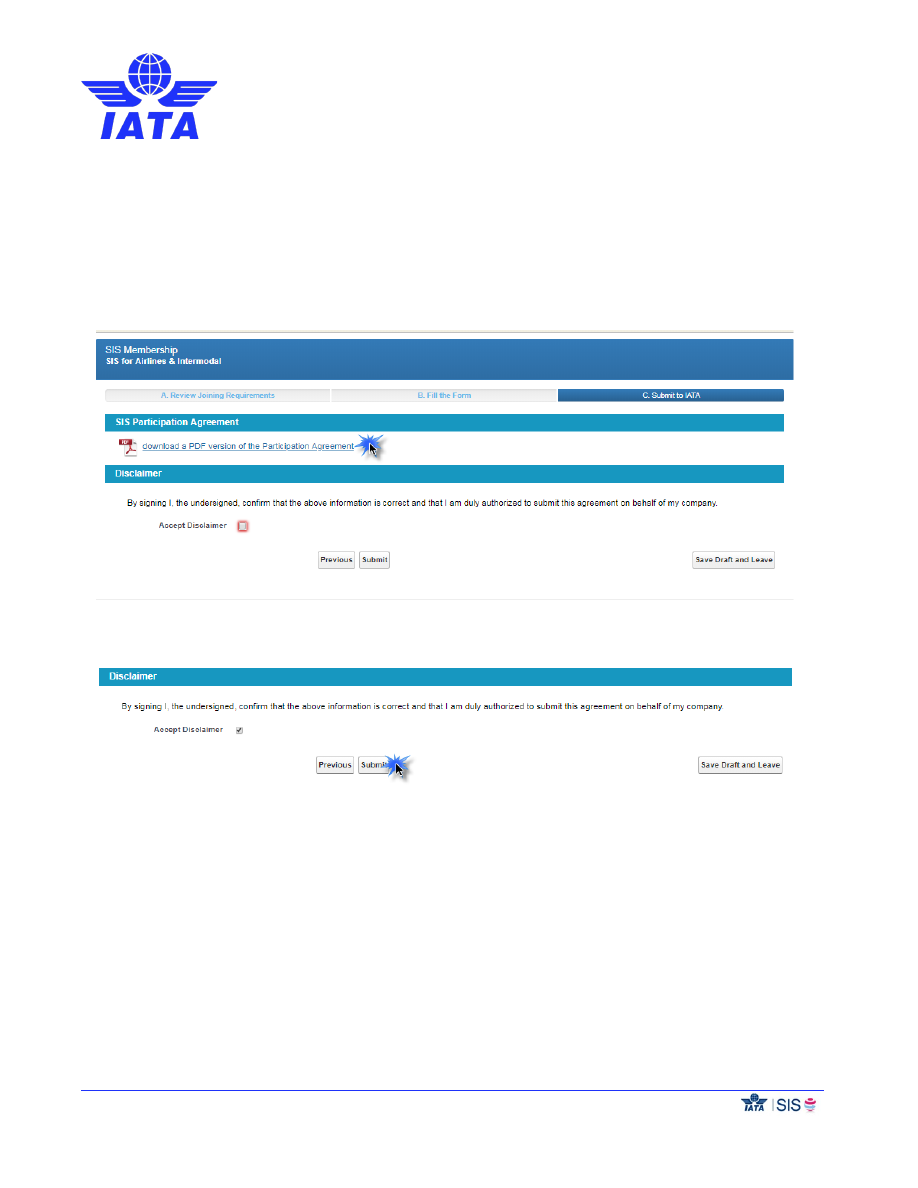 IATA
SIS Membership
SIS for Airlines & Intermodal
A. Review Joining Requirements B. Fill the Form C. Submit to IATA
SIS Participation Agreement
PDF download a PDF version of the Participation Agreement
Disclaimer
By signing I, the undersigned, confirm that the above information is correct and that I am duly authorized to submit this agreement on behalf of my company.
Accept Disclaimer
Previous Submit Save Draft and Leave
Disclaimer
By signing I, the undersigned, confirm that the above information is correct and that I am duly authorized to submit this agreement on behalf of my company.
Accept Disclaimer
Previous Submit Save Draft and Leave
IATA | SIS